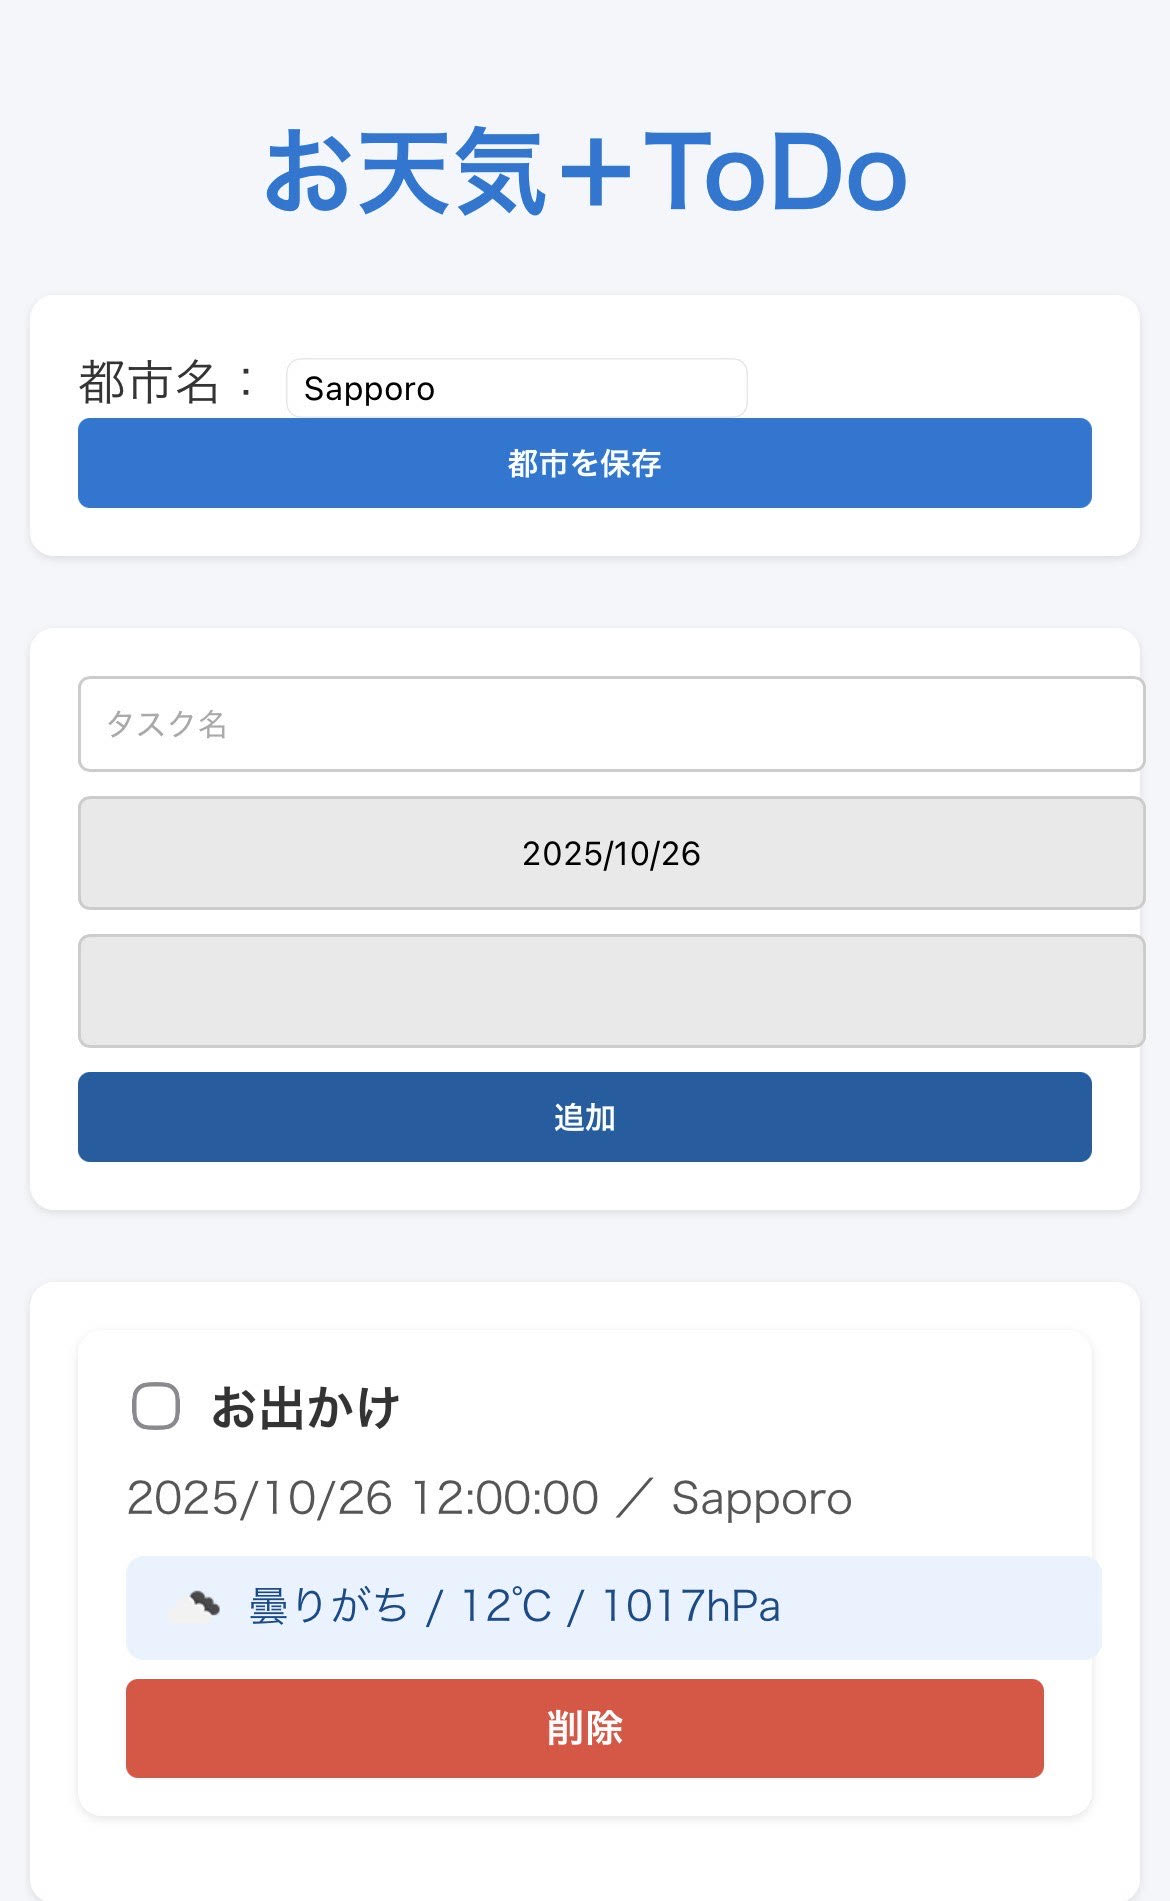 お天気＋ToDo
都市名： Sapporo
都市を保存
タスク名
2025/10/26
追加
お出かけ
2025/10/26 12:00:00 ／ Sapporo
曇りがち / 12℃ / 1017hPa
削除